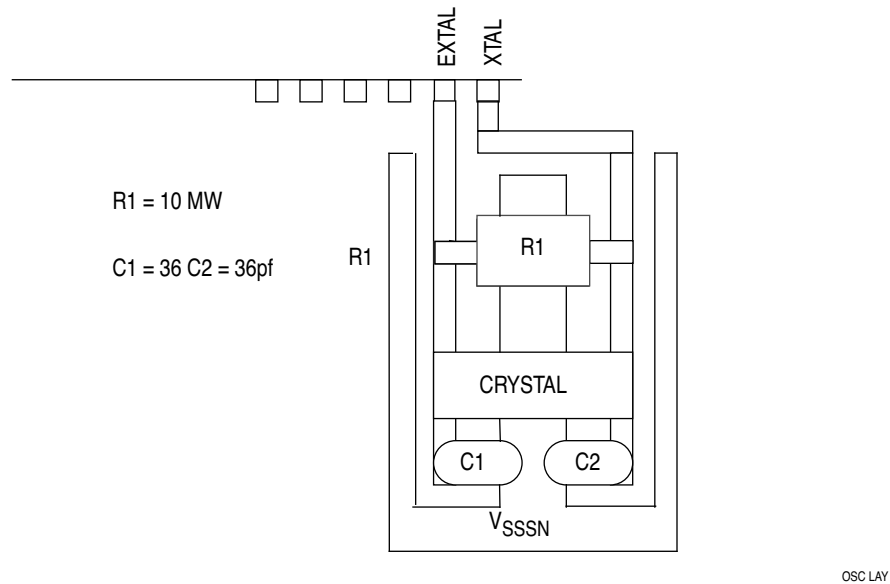 EXTAL
XTAL
R1 = 10 MW
R1
R1
C1 = 36 C2 = 36pf
CRYSTAL
C1
C2
VSSSN
OSC LAY